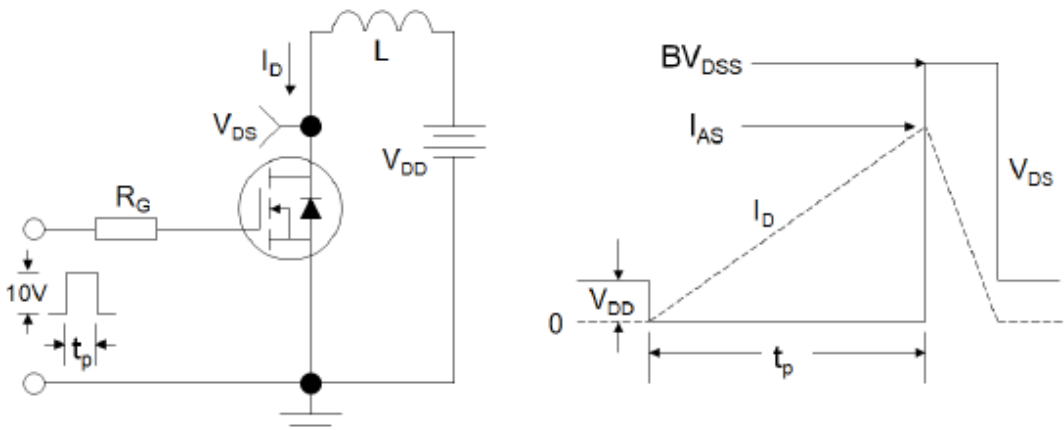 I_D
L
V_DS
V_DD
R_G
10V
t_p
BV_DSS
I_AS
V_DS
I_D
V_DD
0
t_p